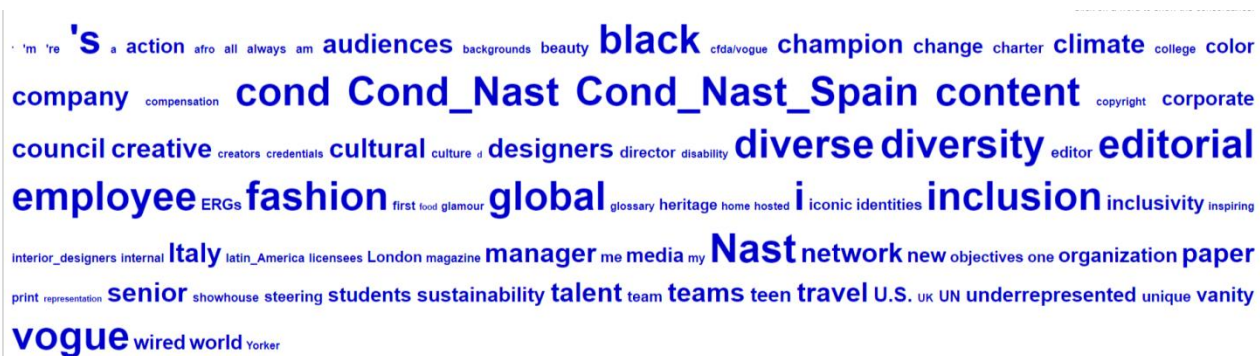 ' 'm 're 's a action afro all always am audiences backgrounds beauty black cfda/vogue champion change charter climate college color
company compensation cond Cond_Nast Cond_Nast_Spain content copyright corporate
council creative creators credentials cultural culture d designers director disability diverse diversity editor editorial
employee ERGs fashion first food glamour global glossary heritage home hosted i iconic identities inclusion inclusivity inspiring
interior_designers internal Italy latin_America licensees London magazine manager me media my Nast network new objectives one organization paper
print representation senior showhouse steering students sustainability talent team teams teen travel U.S. UK UN underrepresented unique vanity
vogue wired world Yorker